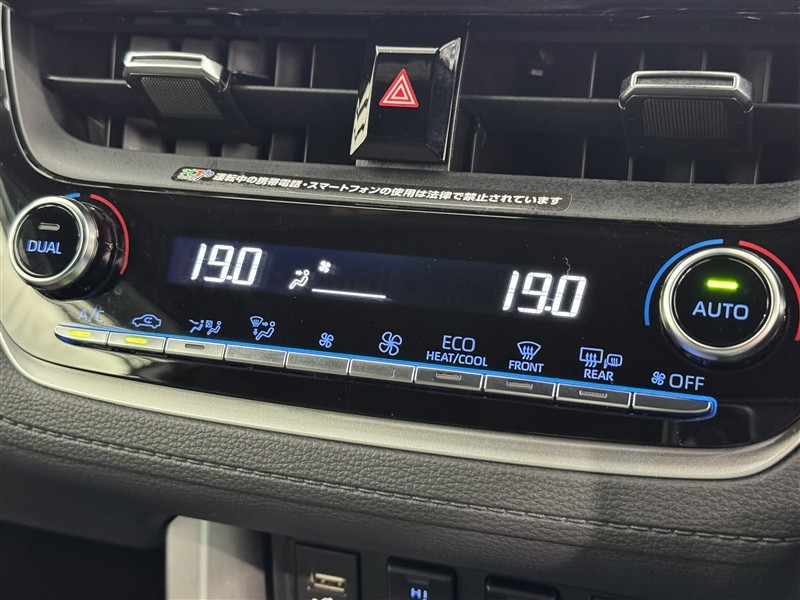 運転中の携帯電話・スマートフォンの使用は法律で禁止されています
DUAL
19.0
19.0
AUTO
A/C
ECO
HEAT/COOL
FRONT
REAR
OFF
HI